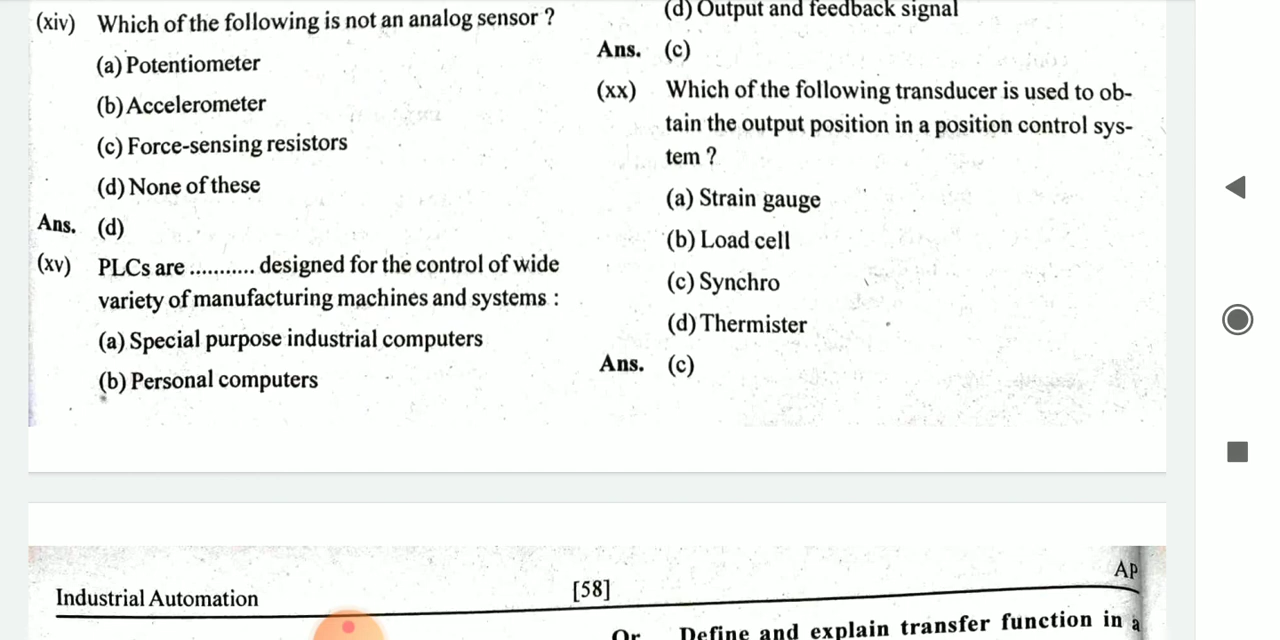 (xiv) Which of the following is not an analog sensor ?
(a) Potentiometer
(b) Accelerometer
(c) Force-sensing resistors
(d) None of these
Ans. (d)
(xv) PLCs are ........... designed for the control of wide
variety of manufacturing machines and systems :
(a) Special purpose industrial computers
(b) Personal computers
(d) Output and feedback signal
Ans. (c)
(xx) Which of the following transducer is used to ob-
tain the output position in a position control sys-
tem ?
(a) Strain gauge
(b) Load cell
(c) Synchro
(d) Thermister
Ans. (c)
Industrial Automation [58] AP
Or Define and explain transfer function in a